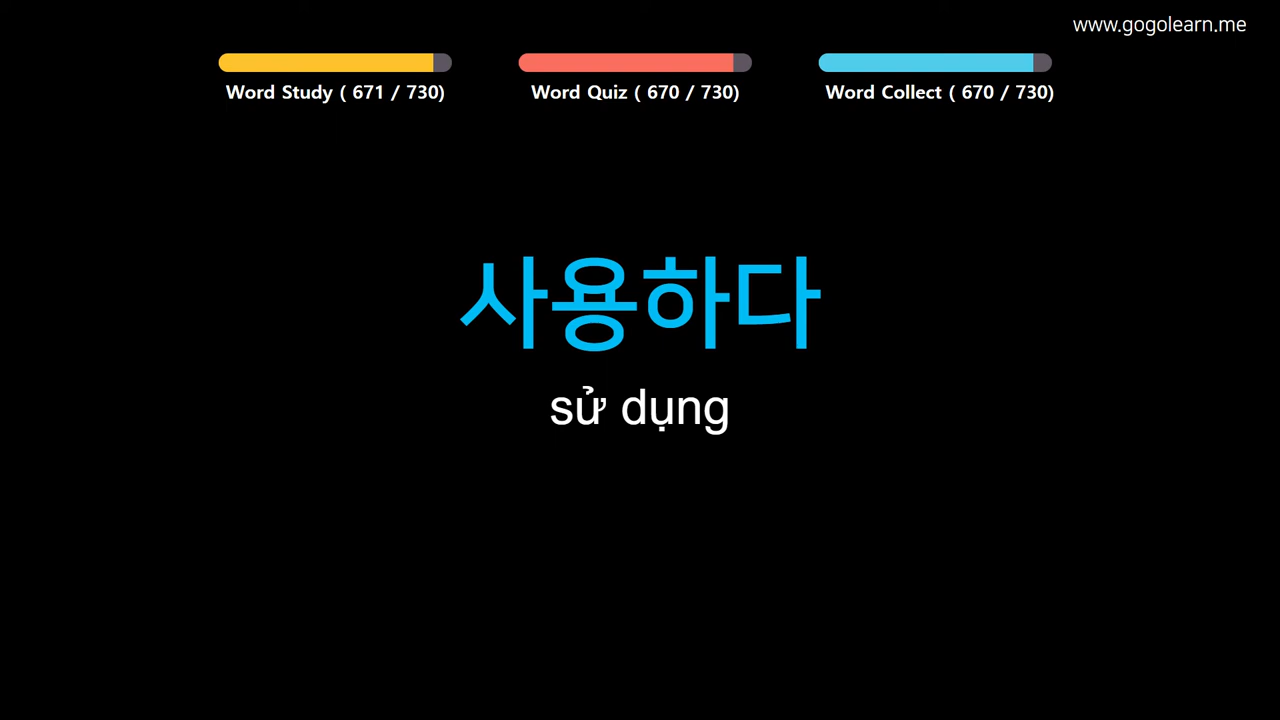 www.gogolearn.me
Word Study ( 671 / 730)
Word Quiz ( 670 / 730)
Word Collect ( 670 / 730)
사용하다
sử dụng